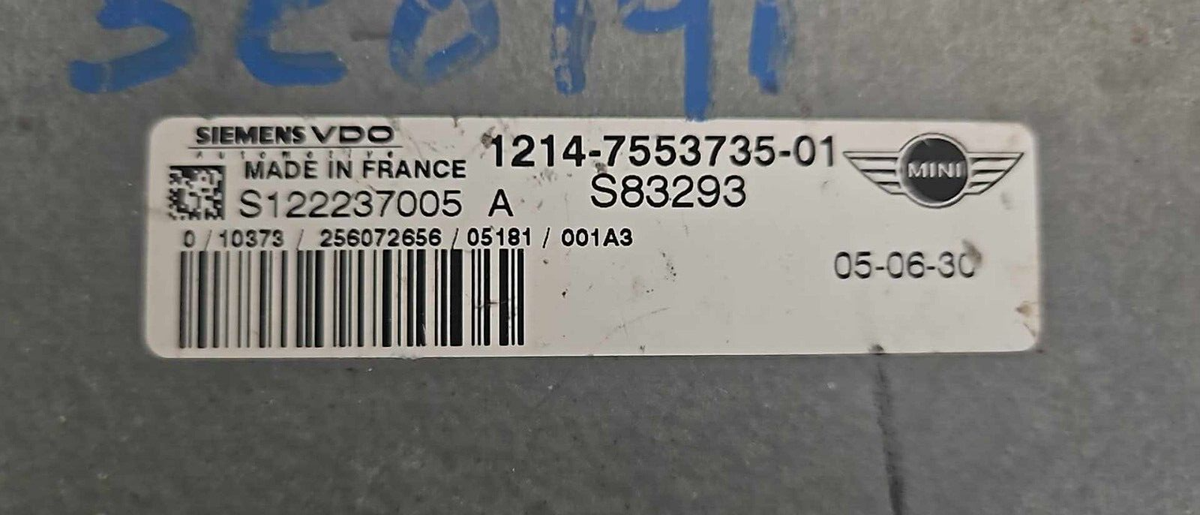 SIEMENS VDO
Automotive
MADE IN FRANCE
1214-7553735-01
MINI
S122237005 A
S83293
0 / 10373 / 256072656 / 05181 / 001A3
05-06-30